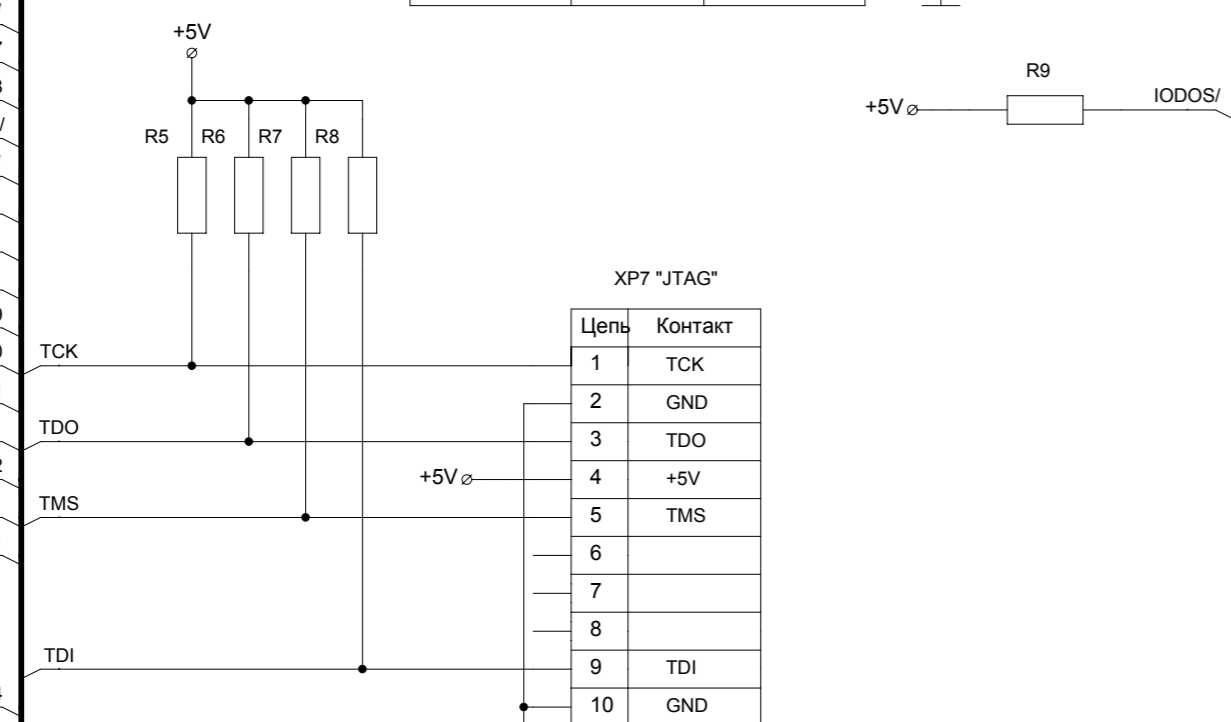 +5V
R9
+5V
IODOS/
R5 R6 R7 R8
XP7 "JTAG"
Цепь Контакт
TCK
1 TCK
2 GND
TDO
3 TDO
+5V
4 +5V
TMS
5 TMS
6
7
8
TDI
9 TDI
10 GND